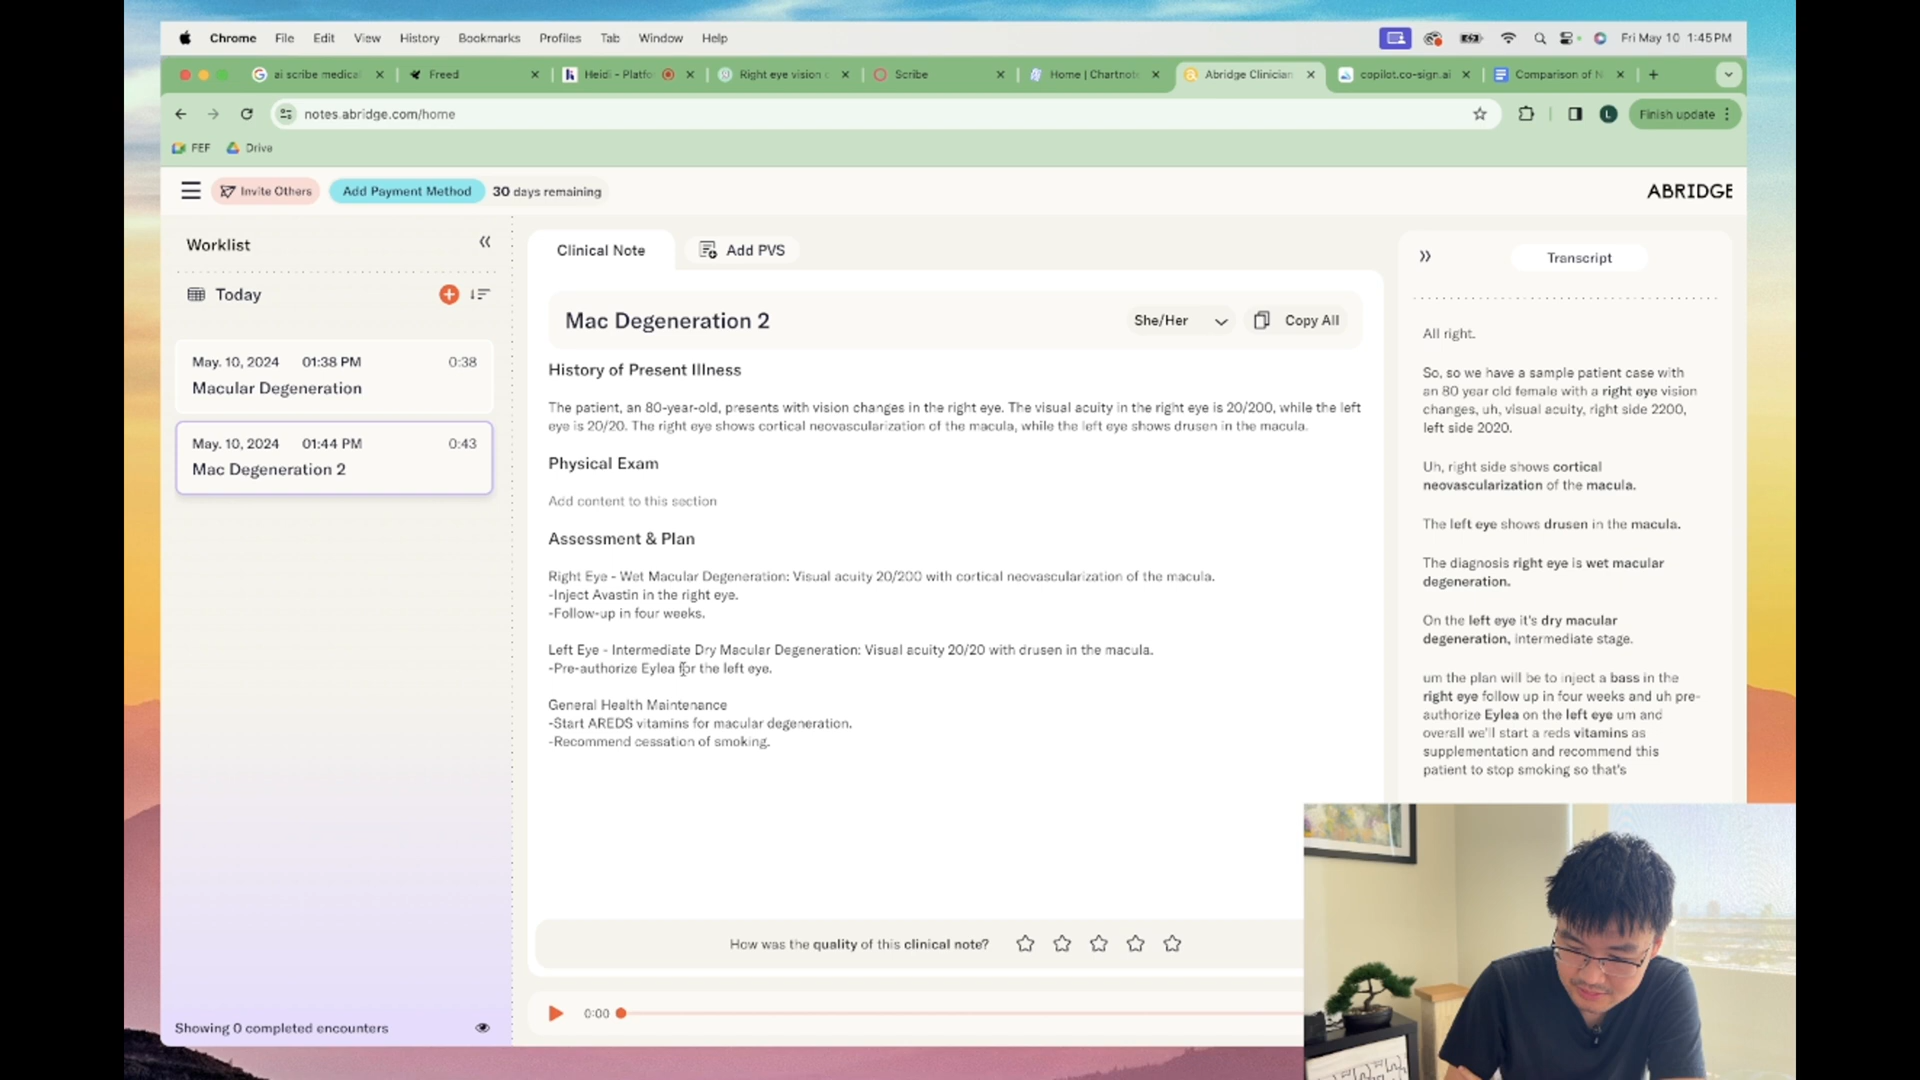 Chrome File Edit View History Bookmarks Profiles Tab Window Help Fri May 10 1:45 PM
ai scribe medical Freed Heidi - Platfo Right eye vision c Scribe Home | Chartnot Abridge Clinician copilot.co-sign.ai Comparison of N
notes.abridge.com/home L Finish update
FEF Drive
Invite Others Add Payment Method 30 days remaining ABRIDGE
Worklist
Today
May. 10, 2024 01:38 PM 0:38
Macular Degeneration
May. 10, 2024 01:44 PM 0:43
Mac Degeneration 2
Showing 0 completed encounters
Clinical Note Add PVS
Mac Degeneration 2 She/Her Copy All
History of Present Illness
The patient, an 80-year-old, presents with vision changes in the right eye. The visual acuity in the right eye is 20/200, while the left
eye is 20/20. The right eye shows cortical neovascularization of the macula, while the left eye shows drusen in the macula.
Physical Exam
Add content to this section
Assessment & Plan
Right Eye - Wet Macular Degeneration: Visual acuity 20/200 with cortical neovascularization of the macula.
-Inject Avastin in the right eye.
-Follow-up in four weeks.
Left Eye - Intermediate Dry Macular Degeneration: Visual acuity 20/20 with drusen in the macula.
-Pre-authorize Eylea for the left eye.
General Health Maintenance
-Start AREDS vitamins for macular degeneration.
-Recommend cessation of smoking.
How was the quality of this clinical note?
0:00
Transcript
All right.
So, so we have a sample patient case with
an 80 year old female with a right eye vision
changes, uh, visual acuity, right side 2200,
left side 2020.
Uh, right side shows cortical
neovascularization of the macula.
The left eye shows drusen in the macula.
The diagnosis right eye is wet macular
degeneration.
On the left eye it's dry macular
degeneration, intermediate stage.
um the plan will be to inject a bass in the
right eye follow up in four weeks and uh pre-
authorize Eylea on the left eye um and
overall we'll start a reds vitamins as
supplementation and recommend this
patient to stop smoking so that's